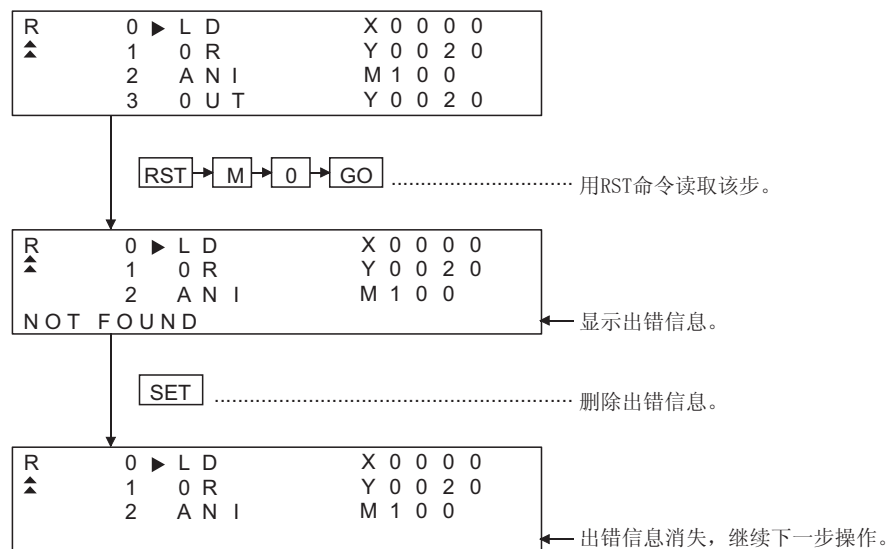 R 0 ▶ L D X 0 0 0 0
1 0 R Y 0 0 2 0
2 A N I M 1 0 0
3 0 U T Y 0 0 2 0
RST M 0 GO 用RST命令读取该步。
R 0 ▶ L D X 0 0 0 0
1 0 R Y 0 0 2 0
2 A N I M 1 0 0
N O T F O U N D 显示出错信息。
SET 删除出错信息。
R 0 ▶ L D X 0 0 0 0
1 0 R Y 0 0 2 0
2 A N I M 1 0 0
出错信息消失，继续下一步操作。